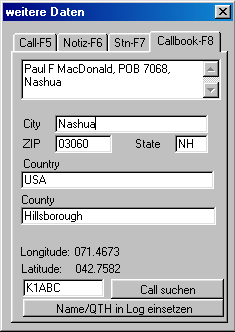 weitere Daten
Call-F5 Notiz-F6 Stn-F7 Callbook-F8
Paul F MacDonald, POB 7068,
Nashua
City Nashua
ZIP 03060 State NH
Country
USA
County
Hillsborough
Longitude: 071.4673
Latitude: 042.7582
K1ABC Call suchen
Name/QTH in Log einsetzen